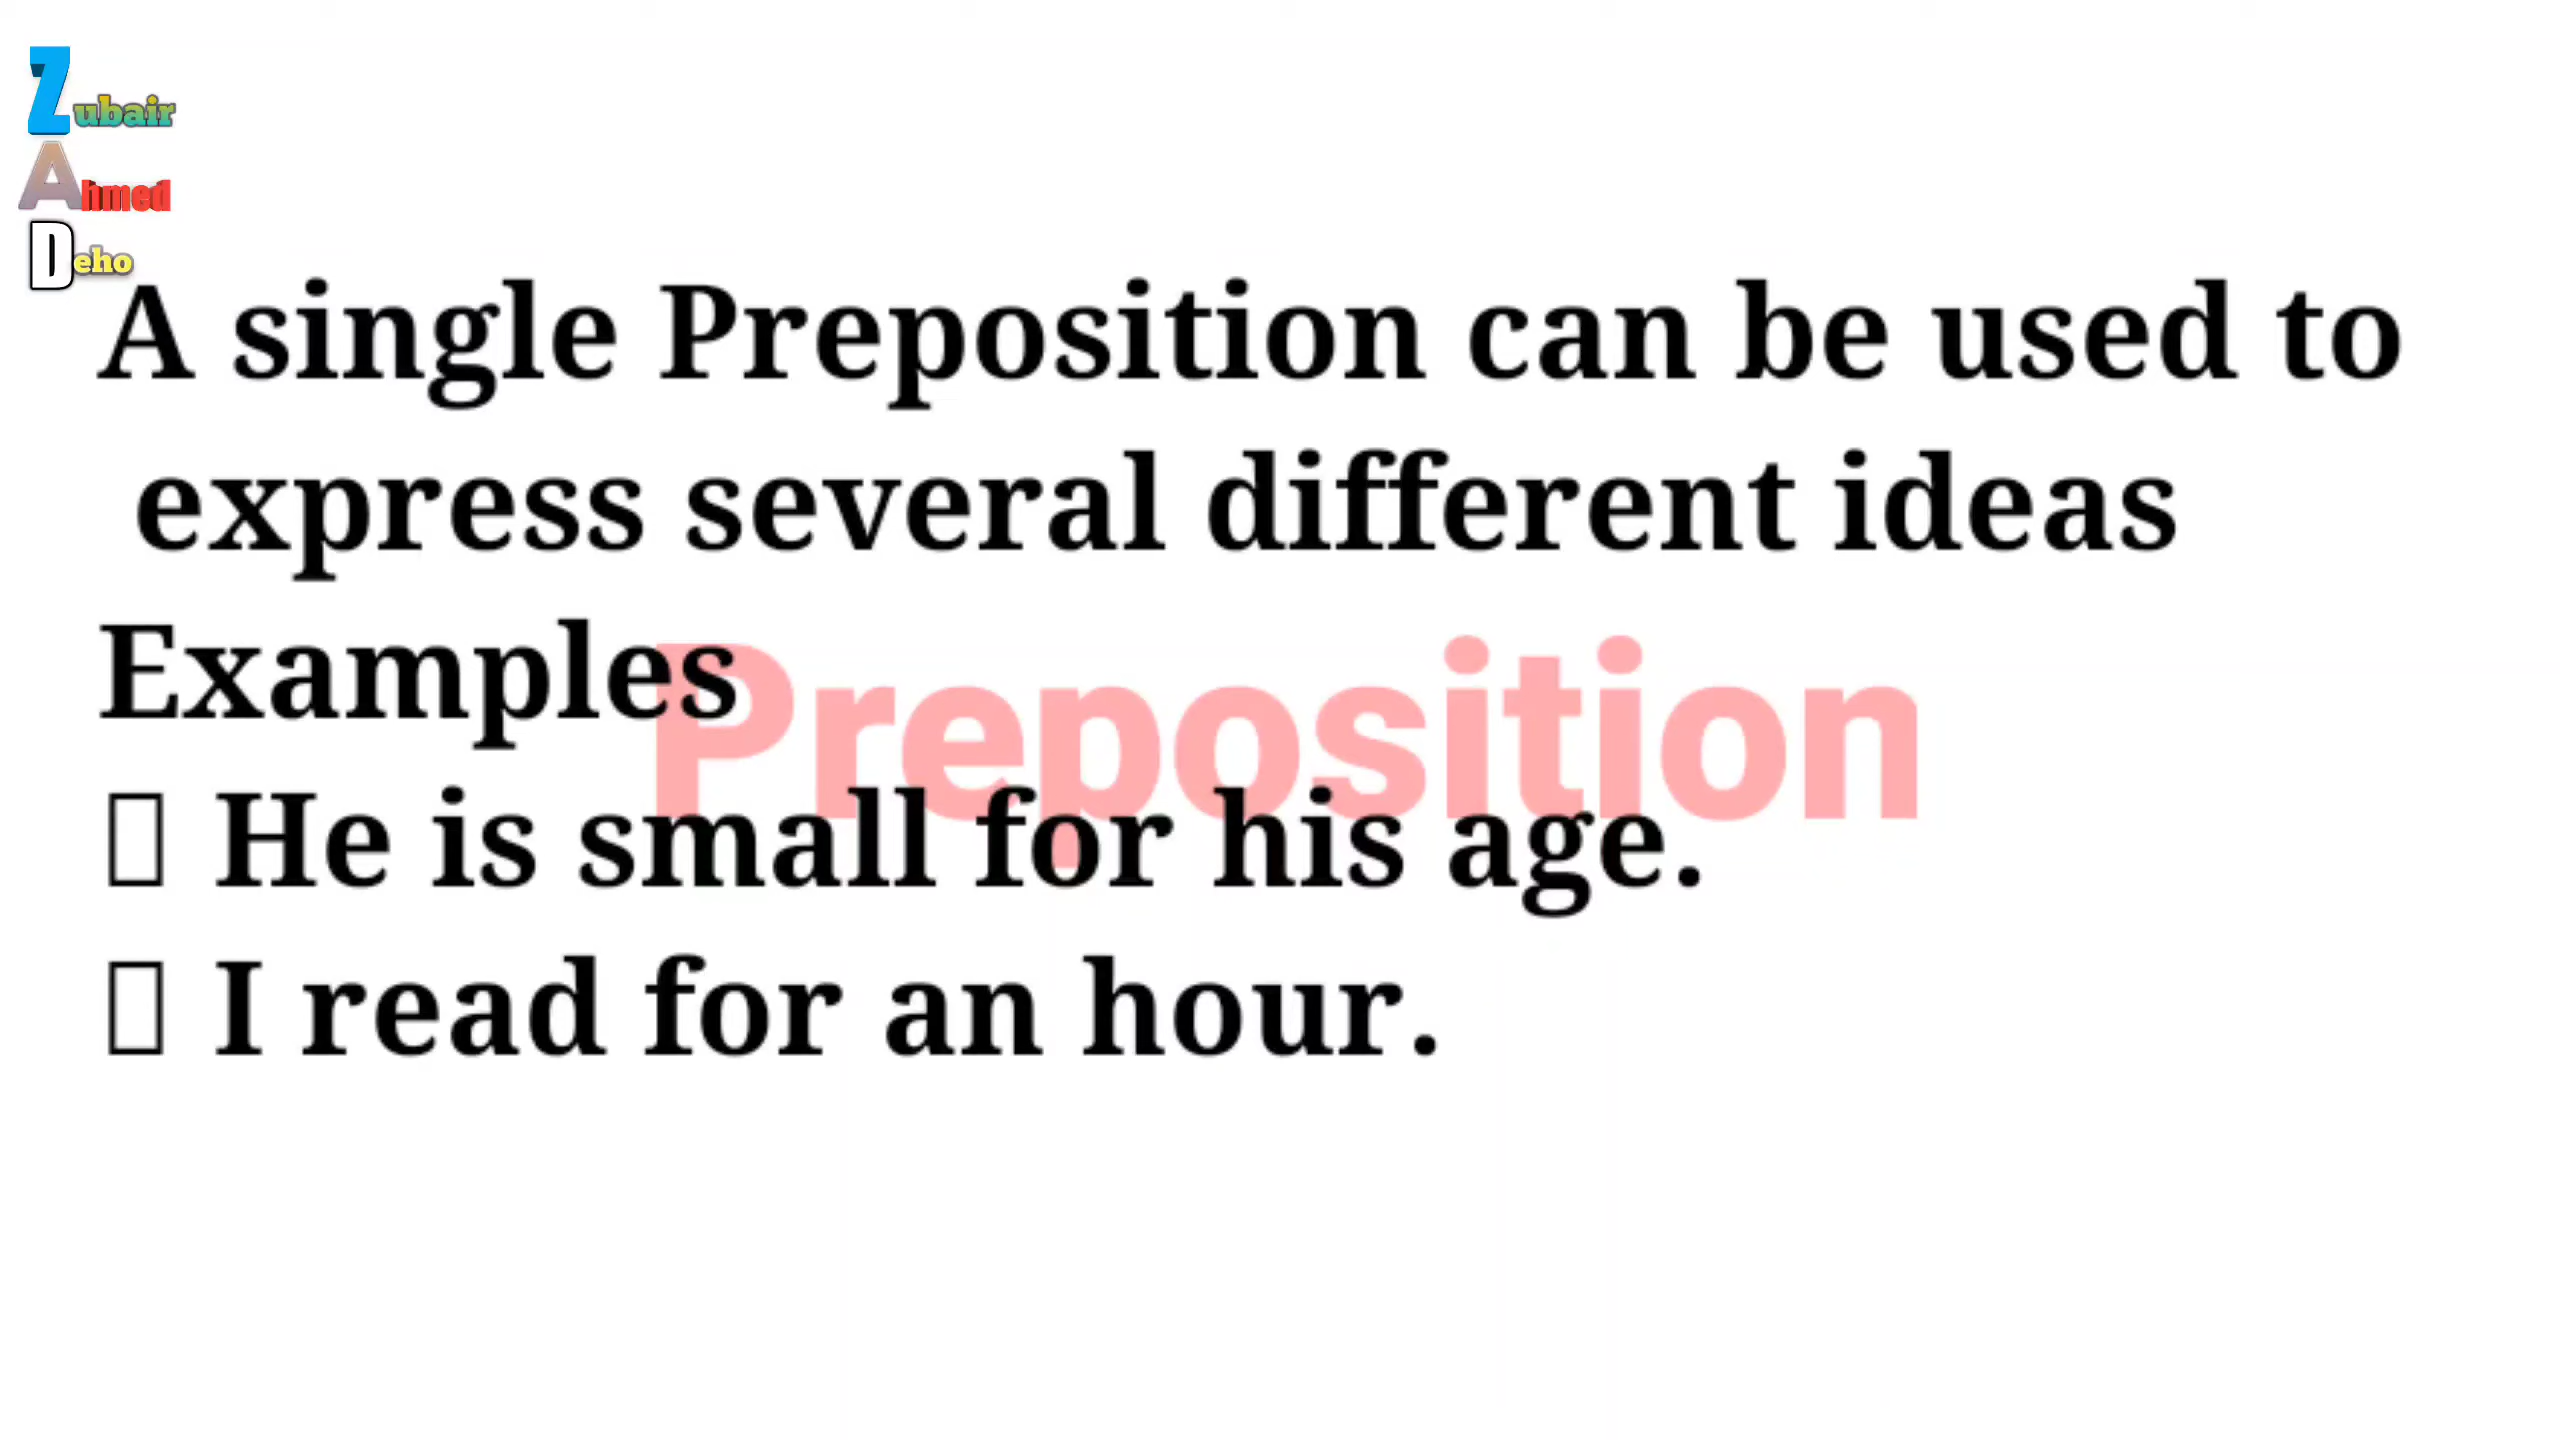 Zubair
Ahmed
Deho
A single Preposition can be used to
express several different ideas
Examples
Preposition
▯ He is small for his age.
▯ I read for an hour.